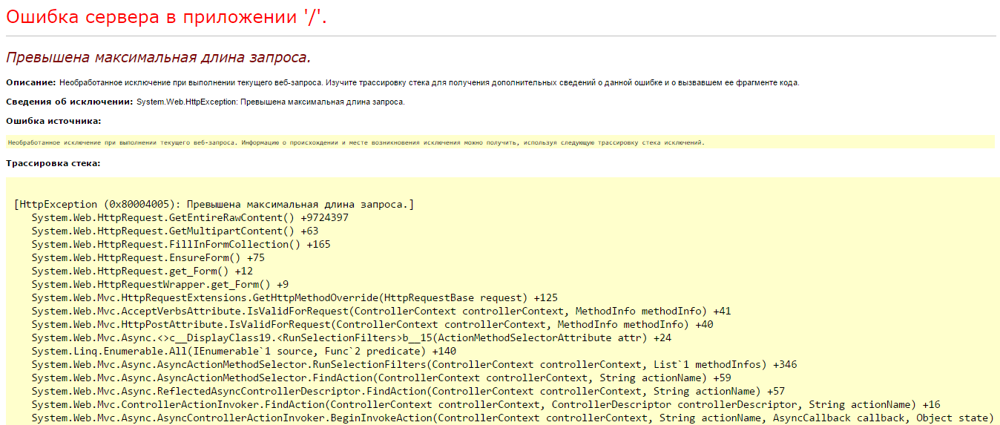 Ошибка сервера в приложении '/'.
Превышена максимальная длина запроса.
Описание: Необработанное исключение при выполнении текущего веб-запроса. Изучите трассировку стека для получения дополнительных сведений о данной ошибке и о вызвавшем ее фрагменте кода.
Сведения об исключении: System.Web.HttpException: Превышена максимальная длина запроса.
Ошибка источника:
Необработанное исключение при выполнении текущего веб-запроса. Информацию о происхождении и месте возникновения исключения можно получить, используя следующую трассировку стека исключений.
Трассировка стека:
[HttpException (0x80004005): Превышена максимальная длина запроса.]
System.Web.HttpRequest.GetEntireRawContent() +9724397
System.Web.HttpRequest.GetMultipartContent() +63
System.Web.HttpRequest.FillInFormCollection() +165
System.Web.HttpRequest.EnsureForm() +75
System.Web.HttpRequest.get_Form() +12
System.Web.HttpRequestWrapper.get_Form() +9
System.Web.Mvc.HttpRequestExtensions.GetHttpMethodOverride(HttpRequestBase request) +125
System.Web.Mvc.AcceptVerbsAttribute.IsValidForRequest(ControllerContext controllerContext, MethodInfo methodInfo) +41
System.Web.Mvc.HttpPostAttribute.IsValidForRequest(ControllerContext controllerContext, MethodInfo methodInfo) +40
System.Web.Mvc.Async.<>c__DisplayClass19.<RunSelectionFilters>b__15(ActionMethodSelectorAttribute attr) +24
System.Linq.Enumerable.All(IEnumerable`1 source, Func`2 predicate) +140
System.Web.Mvc.Async.AsyncActionMethodSelector.RunSelectionFilters(ControllerContext controllerContext, List`1 methodInfos) +346
System.Web.Mvc.Async.AsyncActionMethodSelector.FindAction(ControllerContext controllerContext, String actionName) +59
System.Web.Mvc.Async.ReflectedAsyncControllerDescriptor.FindAction(ControllerContext controllerContext, String actionName) +57
System.Web.Mvc.ControllerActionInvoker.FindAction(ControllerContext controllerContext, ControllerDescriptor controllerDescriptor, String actionName) +16
System.Web.Mvc.Async.AsyncControllerActionInvoker.BeginInvokeAction(ControllerContext controllerContext, String actionName, AsyncCallback callback, Object state)